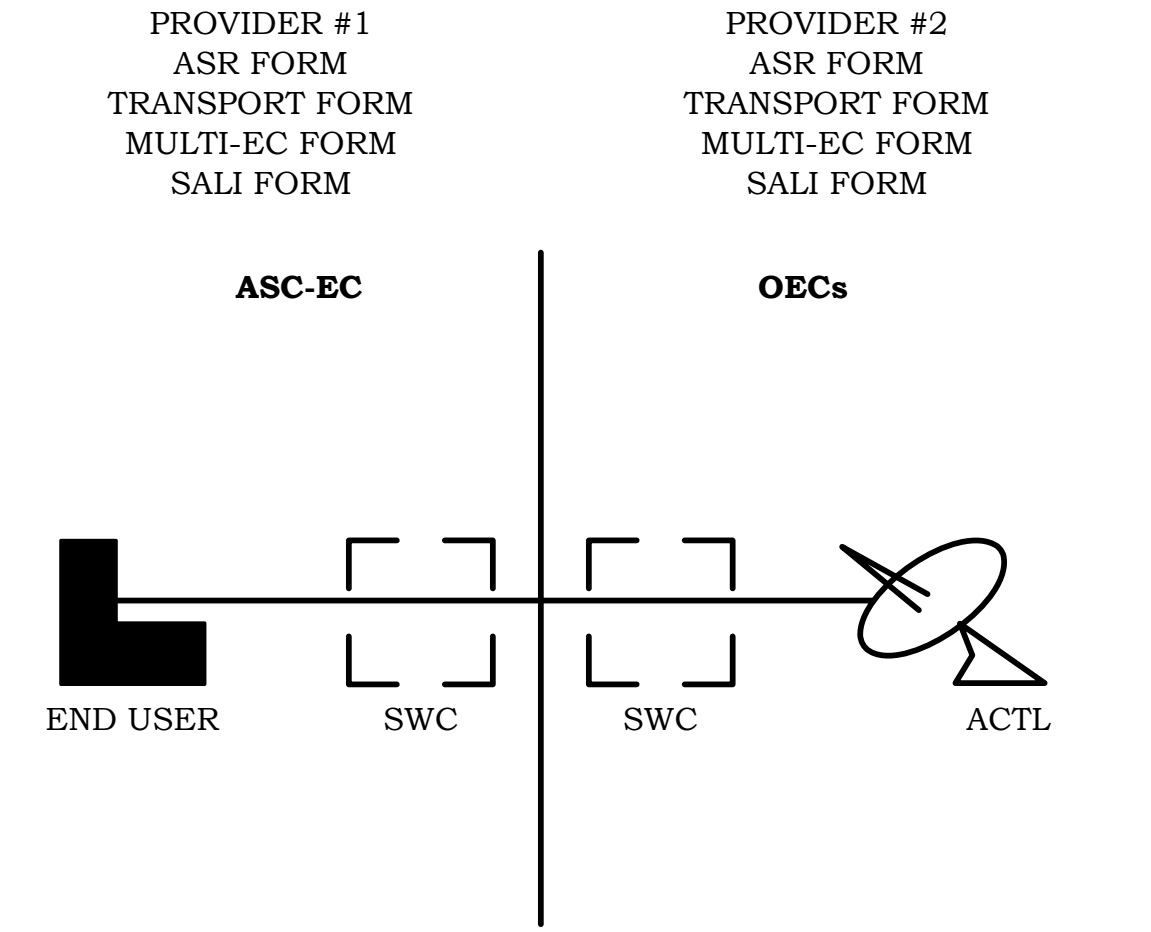 PROVIDER #1
ASR FORM
TRANSPORT FORM
MULTI-EC FORM
SALI FORM
PROVIDER #2
ASR FORM
TRANSPORT FORM
MULTI-EC FORM
SALI FORM
ASC-EC
OECs
END USER
SWC
SWC
ACTL